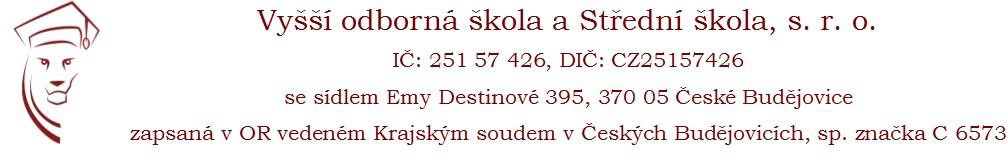 Vyšší odborná škola a Střední škola, s. r. o.
IČ: 251 57 426, DIČ: CZ25157426
se sídlem Emy Destinové 395, 370 05 České Budějovice
zapsaná v OR vedeném Krajským soudem v Českých Budějovicích, sp. značka C 6573